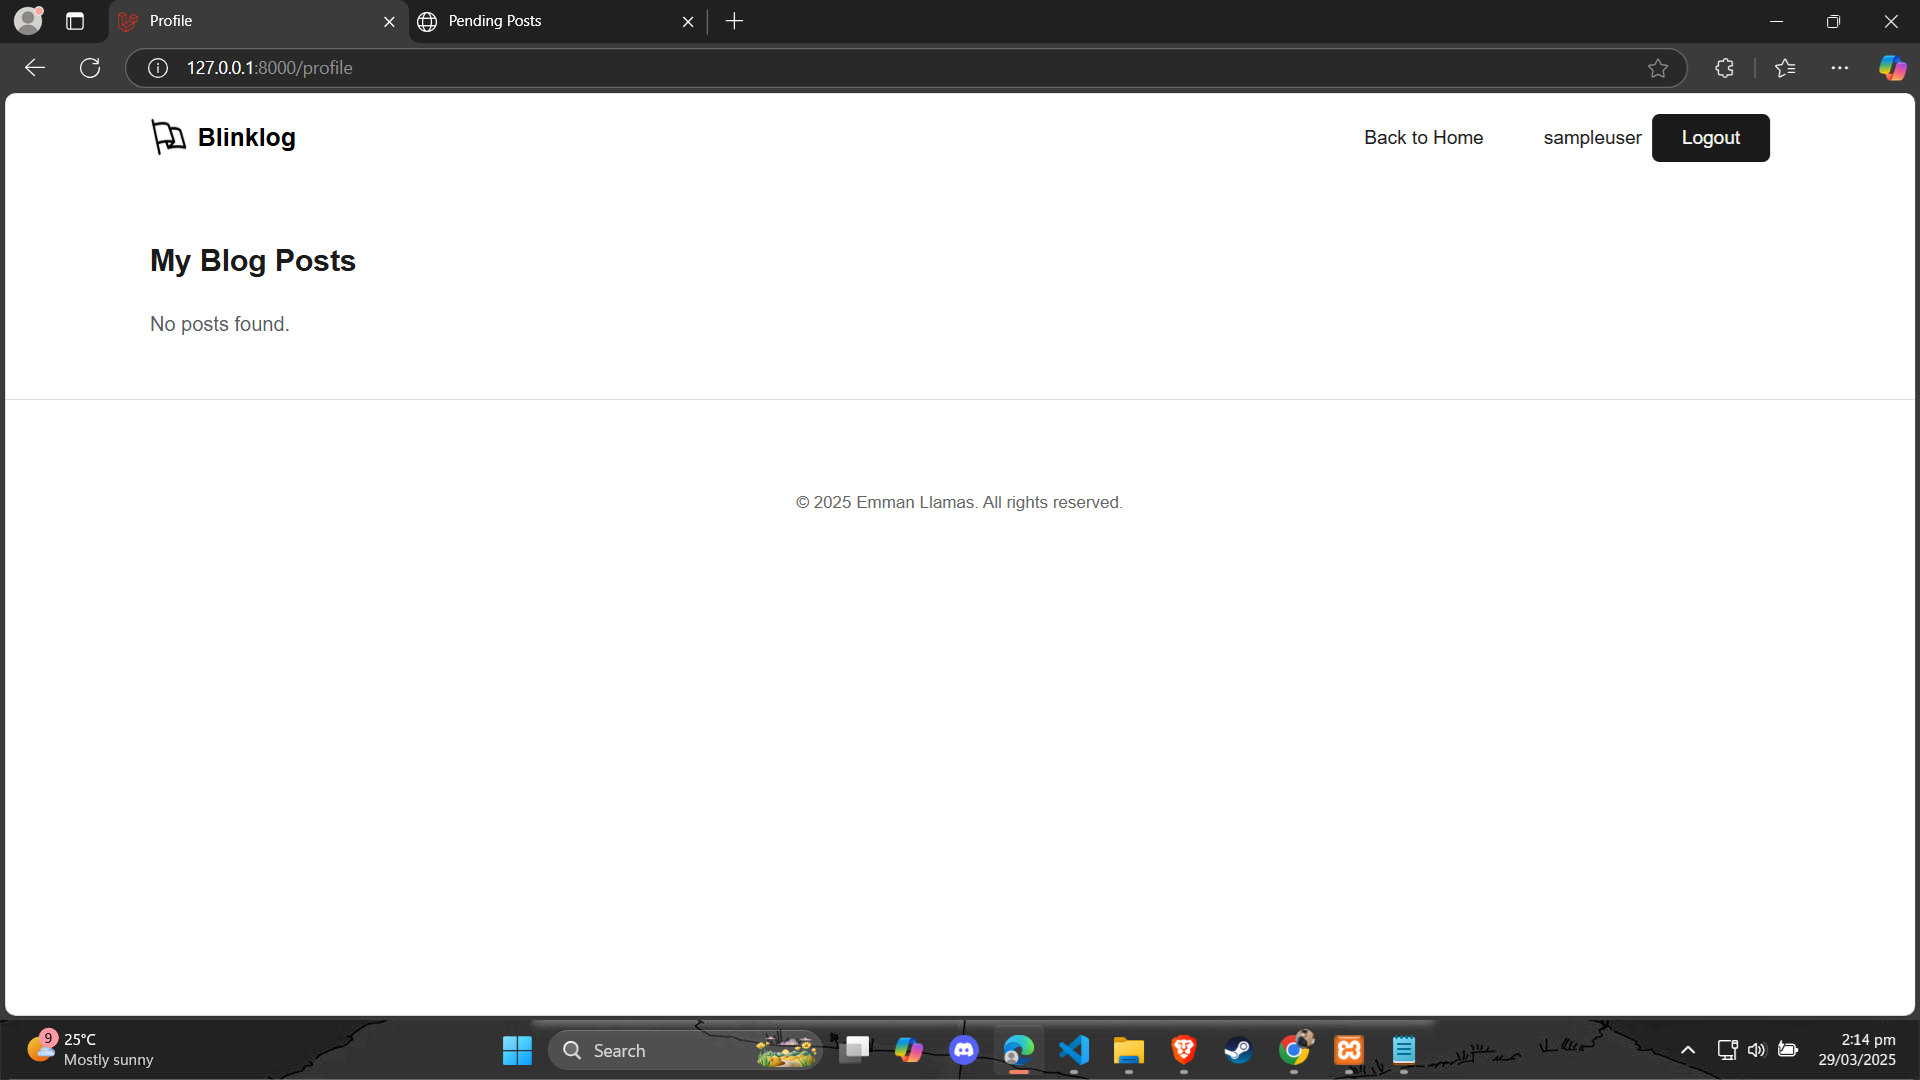 Profile
Pending Posts
127.0.0.1:8000/profile
Blinklog
Back to Home
sampleuser
Logout
My Blog Posts
No posts found.
© 2025 Emman Llamas. All rights reserved.
9
25°C
Mostly sunny
Search
2:14 pm
29/03/2025